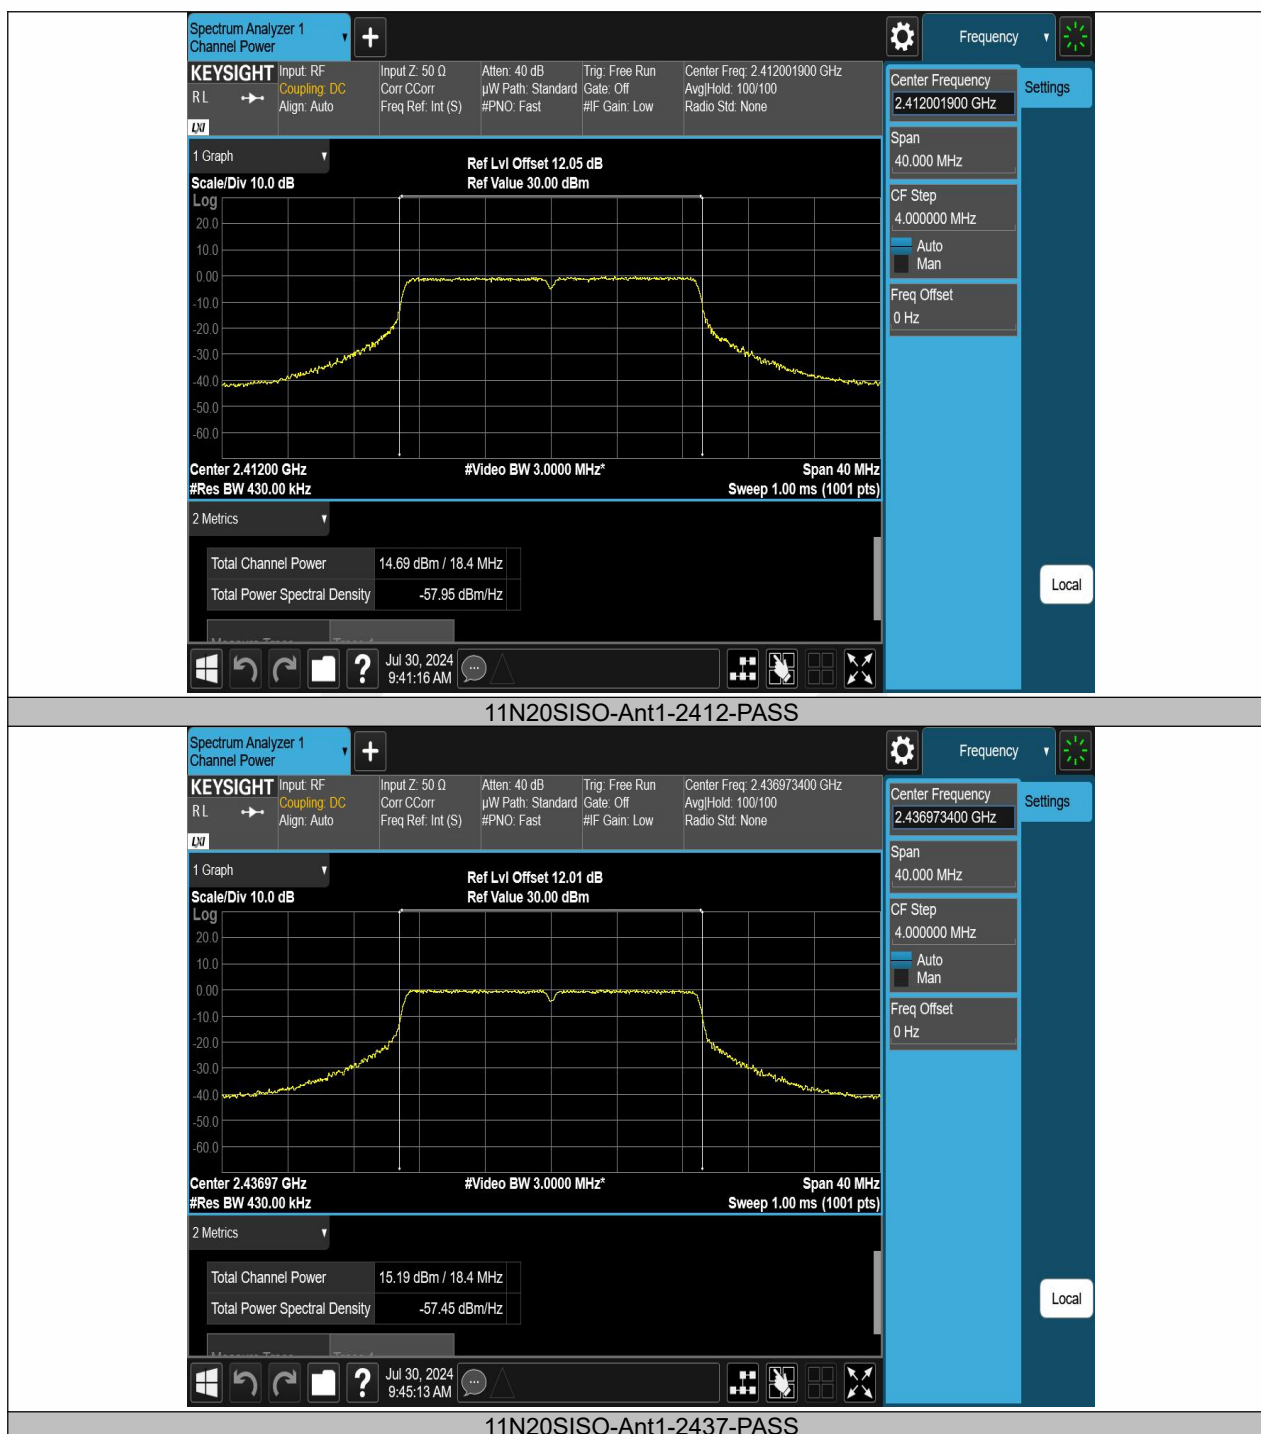 Spectrum Analyzer 1
Channel Power
Frequency
KEYSIGHT
R L
LXI
Input: RF
Coupling: DC
Align: Auto
Input Z: 50 Ω
Corr CCorr
Freq Ref: Int (S)
Atten: 40 dB
µW Path: Standard
#PNO: Fast
Trig: Free Run
Gate: Off
#IF Gain: Low
Center Freq: 2.412001900 GHz
Avg|Hold: 100/100
Radio Std: None
Center Frequency
2.412001900 GHz
Settings
Span
40.000 MHz
CF Step
4.000000 MHz
Auto
Man
Freq Offset
0 Hz
Local
1 Graph
Scale/Div 10.0 dB
Ref Lvl Offset 12.05 dB
Ref Value 30.00 dBm
Log
20.0
10.0
0.00
-10.0
-20.0
-30.0
-40.0
-50.0
-60.0
Center 2.41200 GHz
#Video BW 3.0000 MHz*
Span 40 MHz
#Res BW 430.00 kHz
Sweep 1.00 ms (1001 pts)
2 Metrics
Total Channel Power 14.69 dBm / 18.4 MHz
Total Power Spectral Density -57.95 dBm/Hz
?
Jul 30, 2024
9:41:16 AM
11N20SISO-Ant1-2412-PASS
Spectrum Analyzer 1
Channel Power
Frequency
KEYSIGHT
R L
LXI
Input: RF
Coupling: DC
Align: Auto
Input Z: 50 Ω
Corr CCorr
Freq Ref: Int (S)
Atten: 40 dB
µW Path: Standard
#PNO: Fast
Trig: Free Run
Gate: Off
#IF Gain: Low
Center Freq: 2.436973400 GHz
Avg|Hold: 100/100
Radio Std: None
Center Frequency
2.436973400 GHz
Settings
Span
40.000 MHz
CF Step
4.000000 MHz
Auto
Man
Freq Offset
0 Hz
Local
1 Graph
Scale/Div 10.0 dB
Ref Lvl Offset 12.01 dB
Ref Value 30.00 dBm
Log
20.0
10.0
0.00
-10.0
-20.0
-30.0
-40.0
-50.0
-60.0
Center 2.43697 GHz
#Video BW 3.0000 MHz*
Span 40 MHz
#Res BW 430.00 kHz
Sweep 1.00 ms (1001 pts)
2 Metrics
Total Channel Power 15.19 dBm / 18.4 MHz
Total Power Spectral Density -57.45 dBm/Hz
?
Jul 30, 2024
9:45:13 AM
11N20SISO-Ant1-2437-PASS